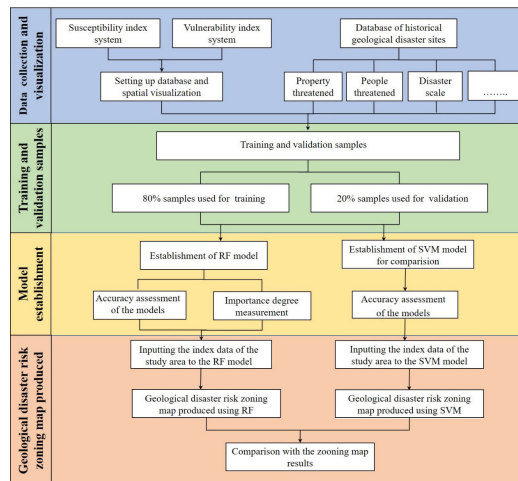 Data collection and
visualization
Susceptibility index
system
Vulnerability index
system
Database of historical
geological disaster sites
Setting up database and
spatial visualization
Property
threatened
People
threatened
Disaster
scale
……..
Training and
validation samples
Training and validation samples
80% samples used for training
20% samples used for validation
Model
establishment
Establishment of RF model
Establishment of SVM model
for comparision
Accuracy assessment
of the models
Importance degree
measurement
Accuracy assessment
of the models
Geological disaster risk
zoning map produced
Inputting the index data of the
study area to the RF model
Inputting the index data of the
study area to the SVM model
Geological disaster risk zoning
map produced using RF
Geological disaster risk zoning
map produced using SVM
Comparison with the zooning map
results